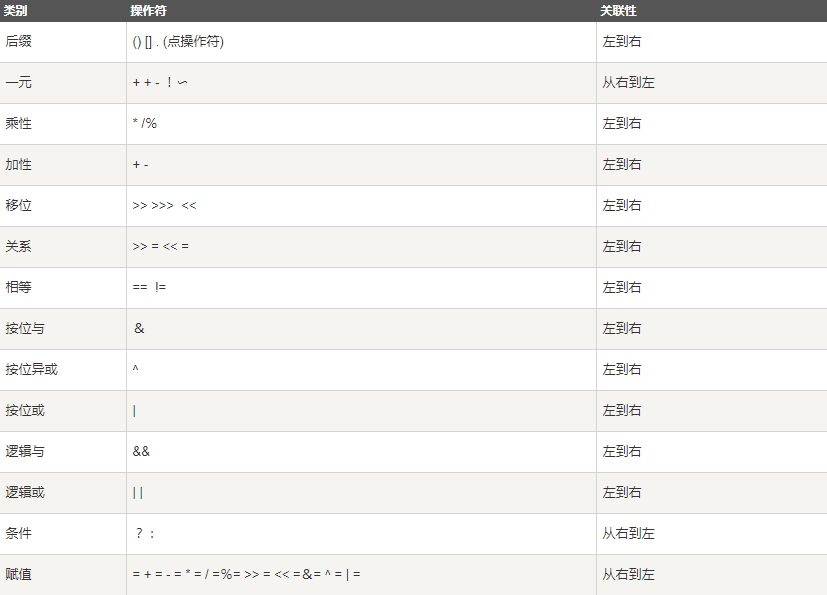 类别 操作符 关联性
后缀 () [] . (点操作符) 左到右
一元 + + - ！〜 从右到左
乘性 * /% 左到右
加性 + - 左到右
移位 >> >>> << 左到右
关系 >> = << = 左到右
相等 == != 左到右
按位与 ＆ 左到右
按位异或 ^ 左到右
按位或 | 左到右
逻辑与 && 左到右
逻辑或 | | 左到右
条件 ？： 从右到左
赋值 = + = - = * = / =%= >> = << =＆= ^ = | = 从右到左